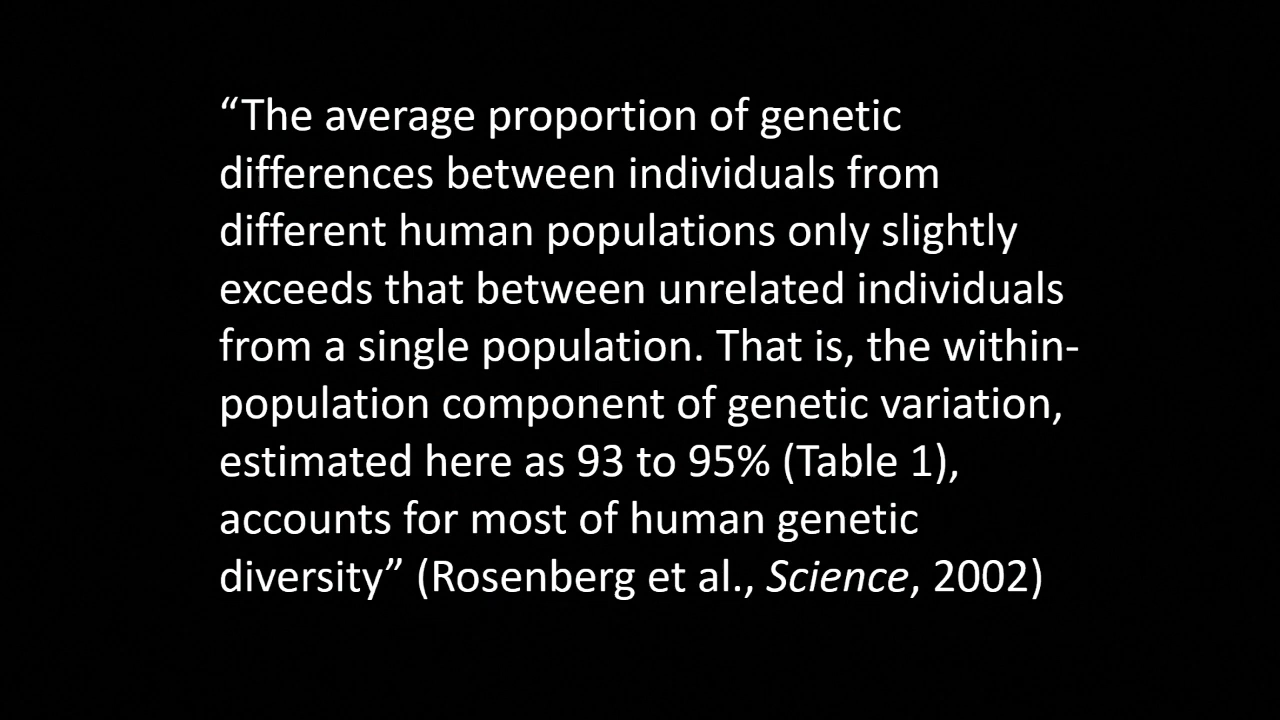 “The average proportion of genetic
differences between individuals from
different human populations only slightly
exceeds that between unrelated individuals
from a single population. That is, the within-
population component of genetic variation,
estimated here as 93 to 95% (Table 1),
accounts for most of human genetic
diversity” (Rosenberg et al., Science, 2002)